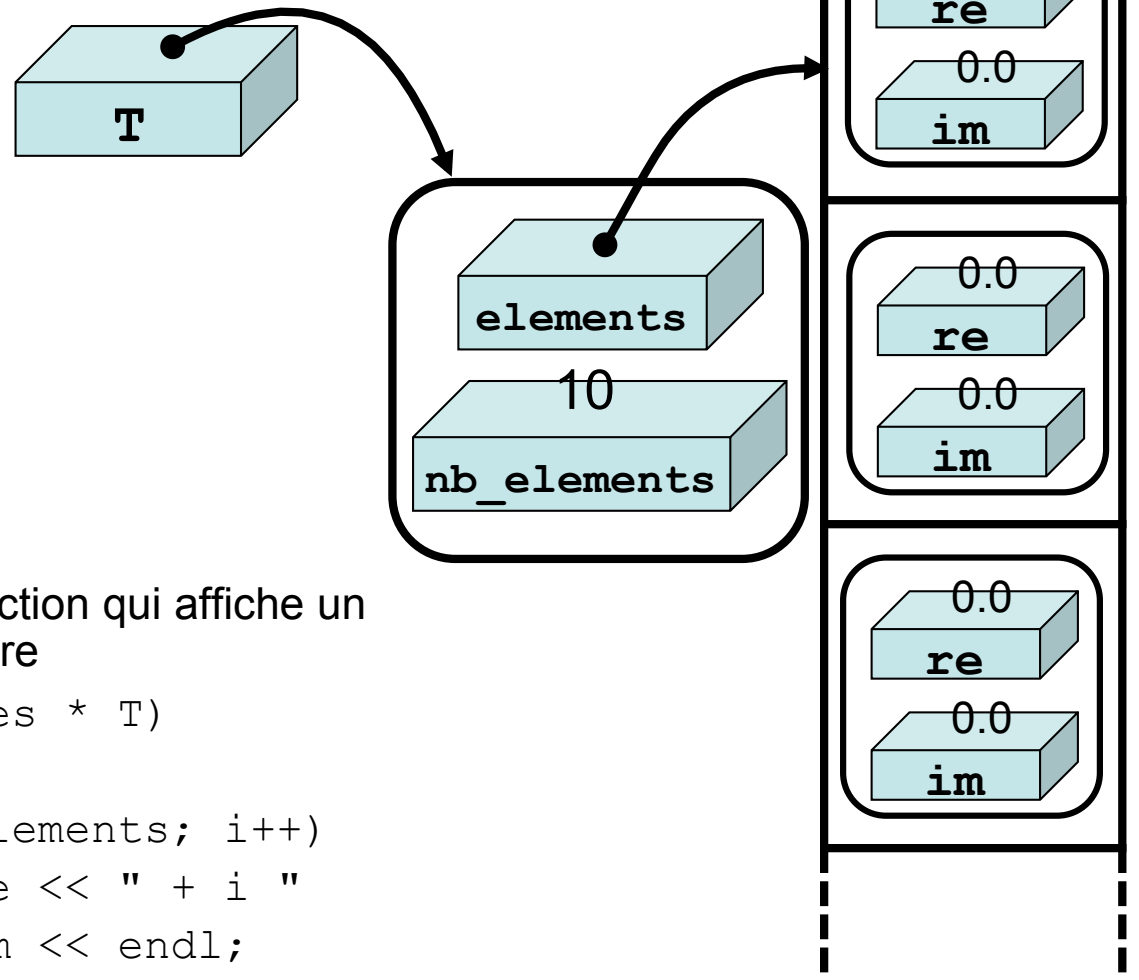 re
0.0
im
T
0.0
re
0.0
im
elements
10
nb_elements
0.0
re
0.0
im
ction qui affiche un
re
es * T)
lements; i++)
e << " + i "
m << endl;